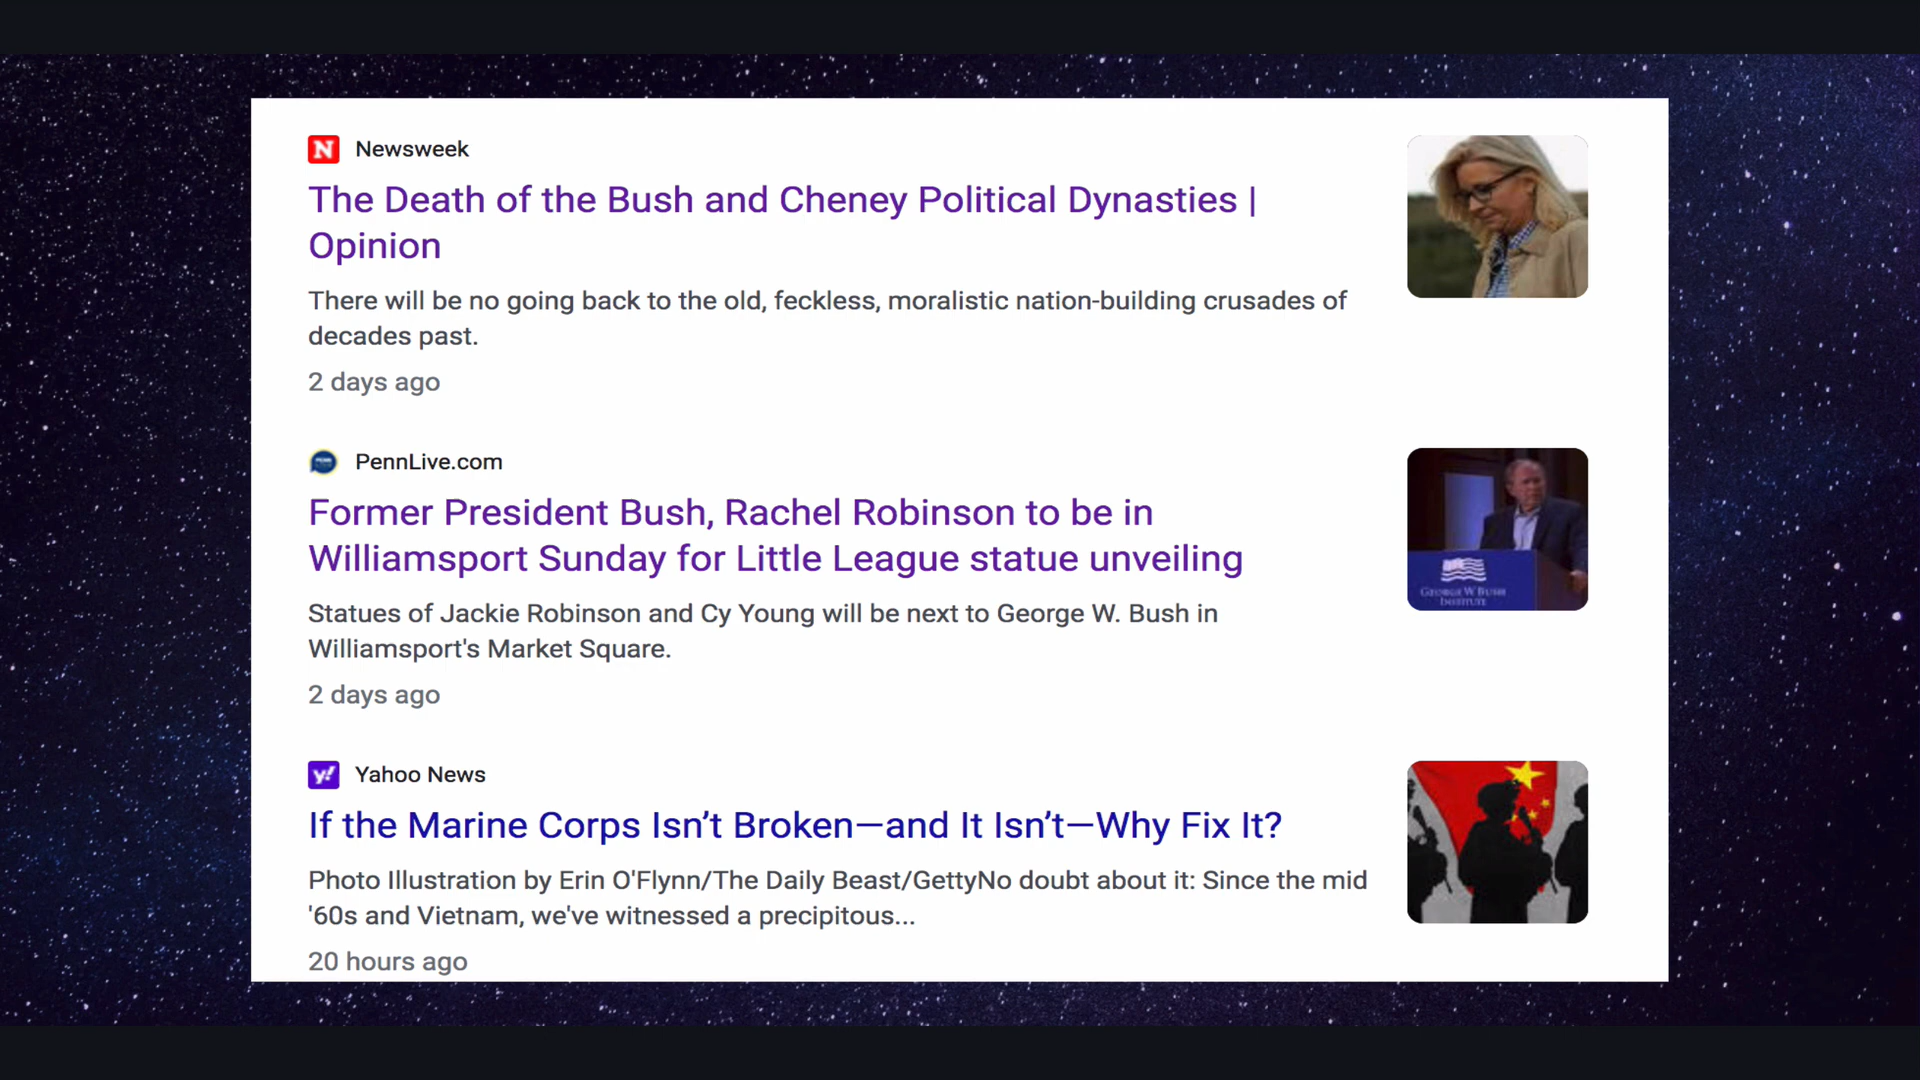 Newsweek
The Death of the Bush and Cheney Political Dynasties |
Opinion
There will be no going back to the old, feckless, moralistic nation-building crusades of
decades past.
2 days ago
PennLive.com
Former President Bush, Rachel Robinson to be in
Williamsport Sunday for Little League statue unveiling
Statues of Jackie Robinson and Cy Young will be next to George W. Bush in
Williamsport's Market Square.
2 days ago
GEORGE W. BUSH
INSTITUTE
Yahoo News
If the Marine Corps Isn’t Broken—and It Isn’t—Why Fix It?
Photo Illustration by Erin O'Flynn/The Daily Beast/GettyNo doubt about it: Since the mid
'60s and Vietnam, we've witnessed a precipitous...
20 hours ago